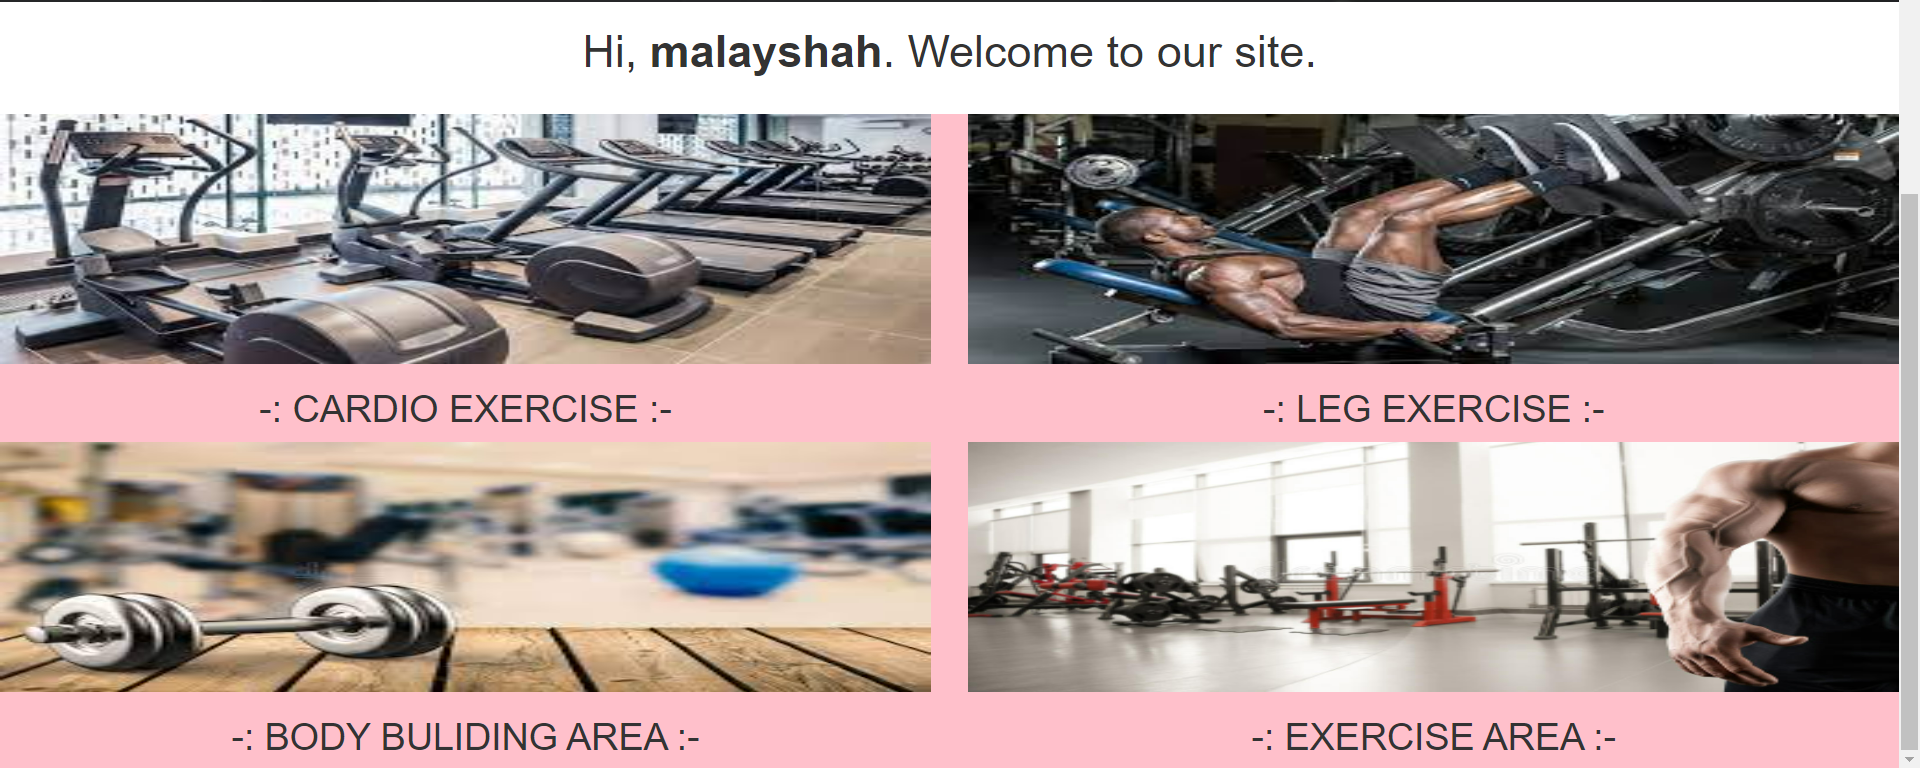 Hi, malayshah. Welcome to our site.
-: CARDIO EXERCISE :-
-: LEG EXERCISE :-
-: BODY BULIDING AREA :-
-: EXERCISE AREA :-